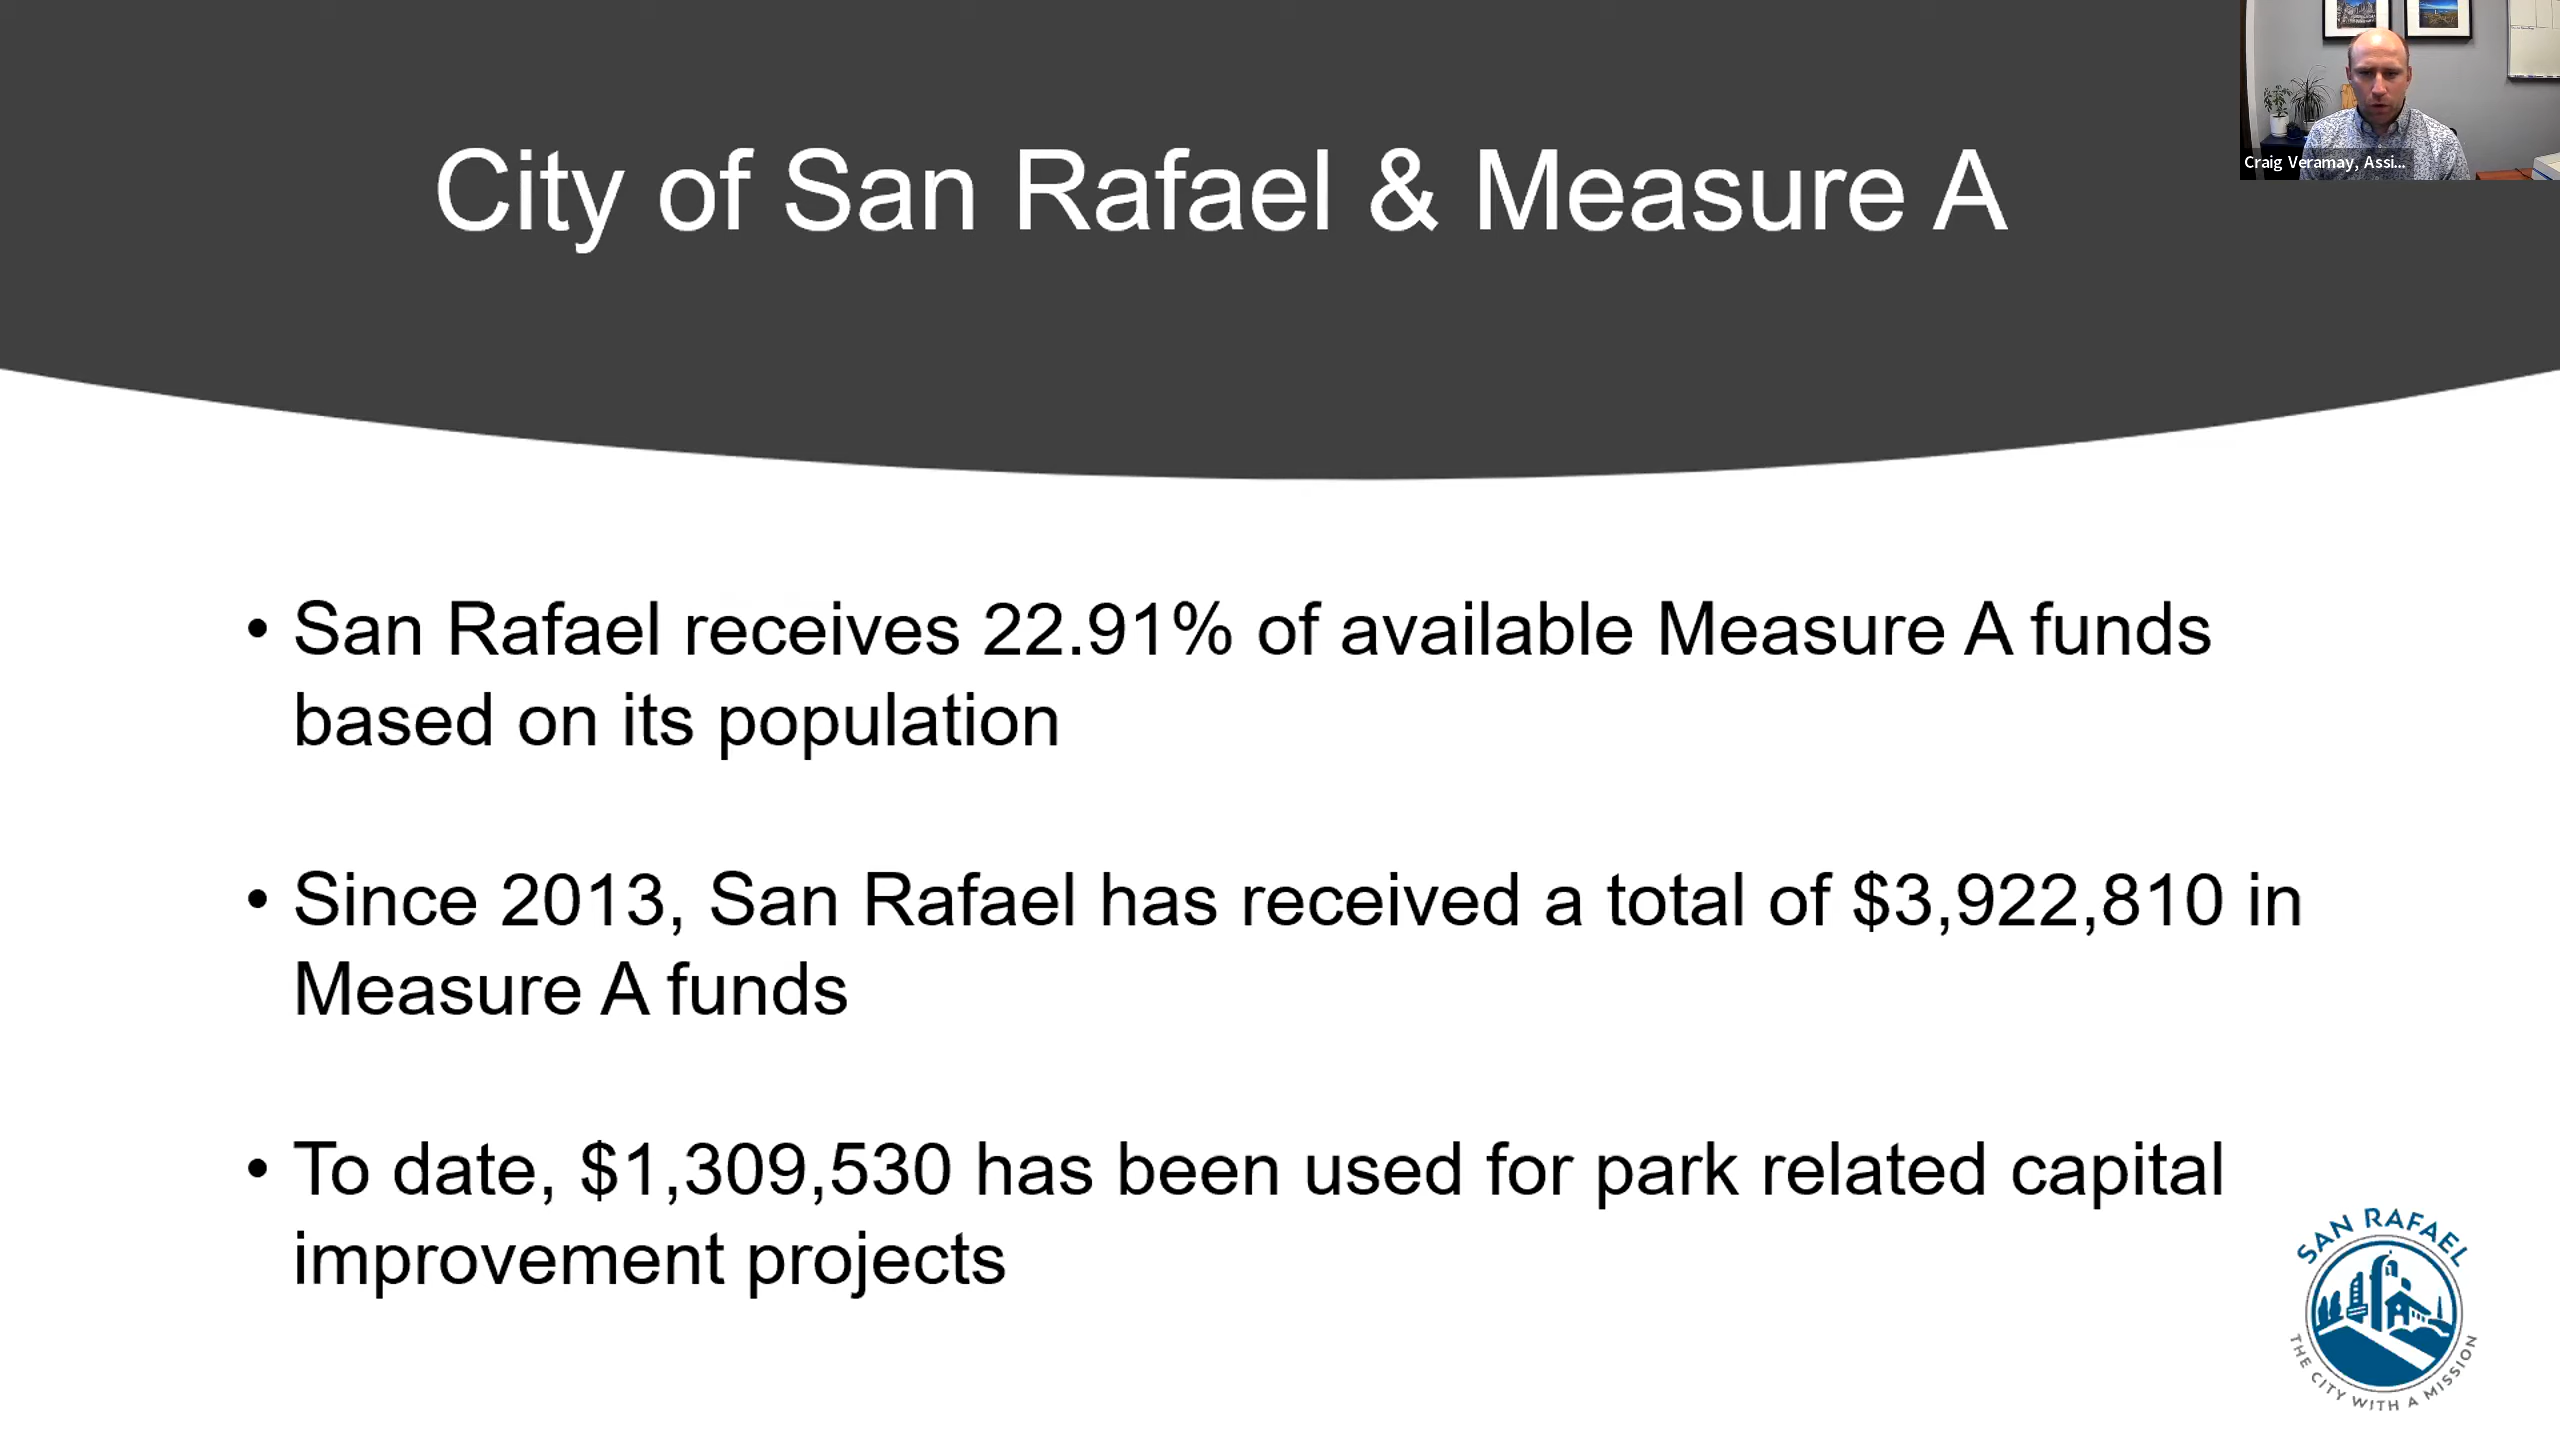 City of San Rafael & Measure A
Craig Veramay, Assi...
• San Rafael receives 22.91% of available Measure A funds
based on its population
• Since 2013, San Rafael has received a total of $3,922,810 in
Measure A funds
• To date, $1,309,530 has been used for park related capital
improvement projects
SAN RAFAEL
THE CITY WITH A MISSION